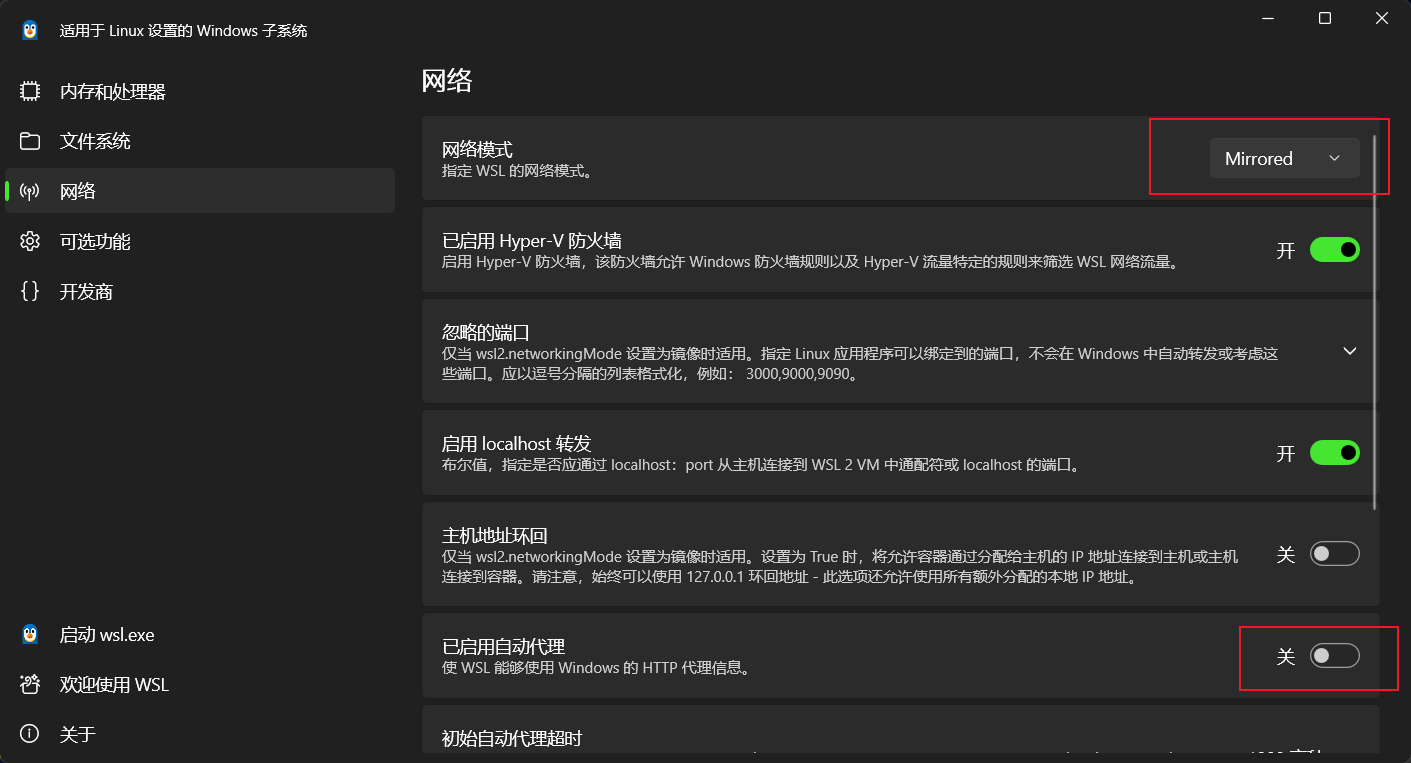 适用于 Linux 设置的 Windows 子系统
内存和处理器
文件系统
网络
可选功能
开发商
启动 wsl.exe
欢迎使用 WSL
关于
网络
网络模式
指定 WSL 的网络模式。
Mirrored
已启用 Hyper-V 防火墙
启用 Hyper-V 防火墙，该防火墙允许 Windows 防火墙规则以及 Hyper-V 流量特定的规则来筛选 WSL 网络流量。
开
忽略的端口
仅当 wsl2.networkingMode 设置为镜像时适用。指定 Linux 应用程序可以绑定到的端口，不会在 Windows 中自动转发或考虑这
些端口。应以逗号分隔的列表格式化，例如： 3000,9000,9090。
启用 localhost 转发
布尔值，指定是否应通过 localhost：port 从主机连接到 WSL 2 VM 中通配符或 localhost 的端口。
开
主机地址环回
仅当 wsl2.networkingMode 设置为镜像时适用。设置为 True 时，将允许容器通过分配给主机的 IP 地址连接到主机或主机
连接到容器。请注意，始终可以使用 127.0.0.1 环回地址 - 此选项还允许使用所有额外分配的本地 IP 地址。
关
已启用自动代理
使 WSL 能够使用 Windows 的 HTTP 代理信息。
关
初始自动代理超时